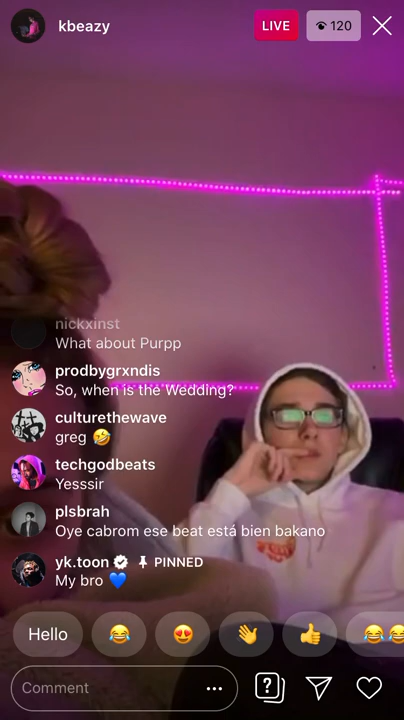 kbeazy
LIVE
120
nickxinst
What about Purpp
prodbygrxndis
So, when is the Wedding?
culturethewave
greg 🤣
techgodbeats
Yesssir
plsbrah
Oye cabrom ese beat está bien bakano
yk.toon PINNED
My bro 💙
Hello 😂 😍 👋 👍 😂😂
Comment